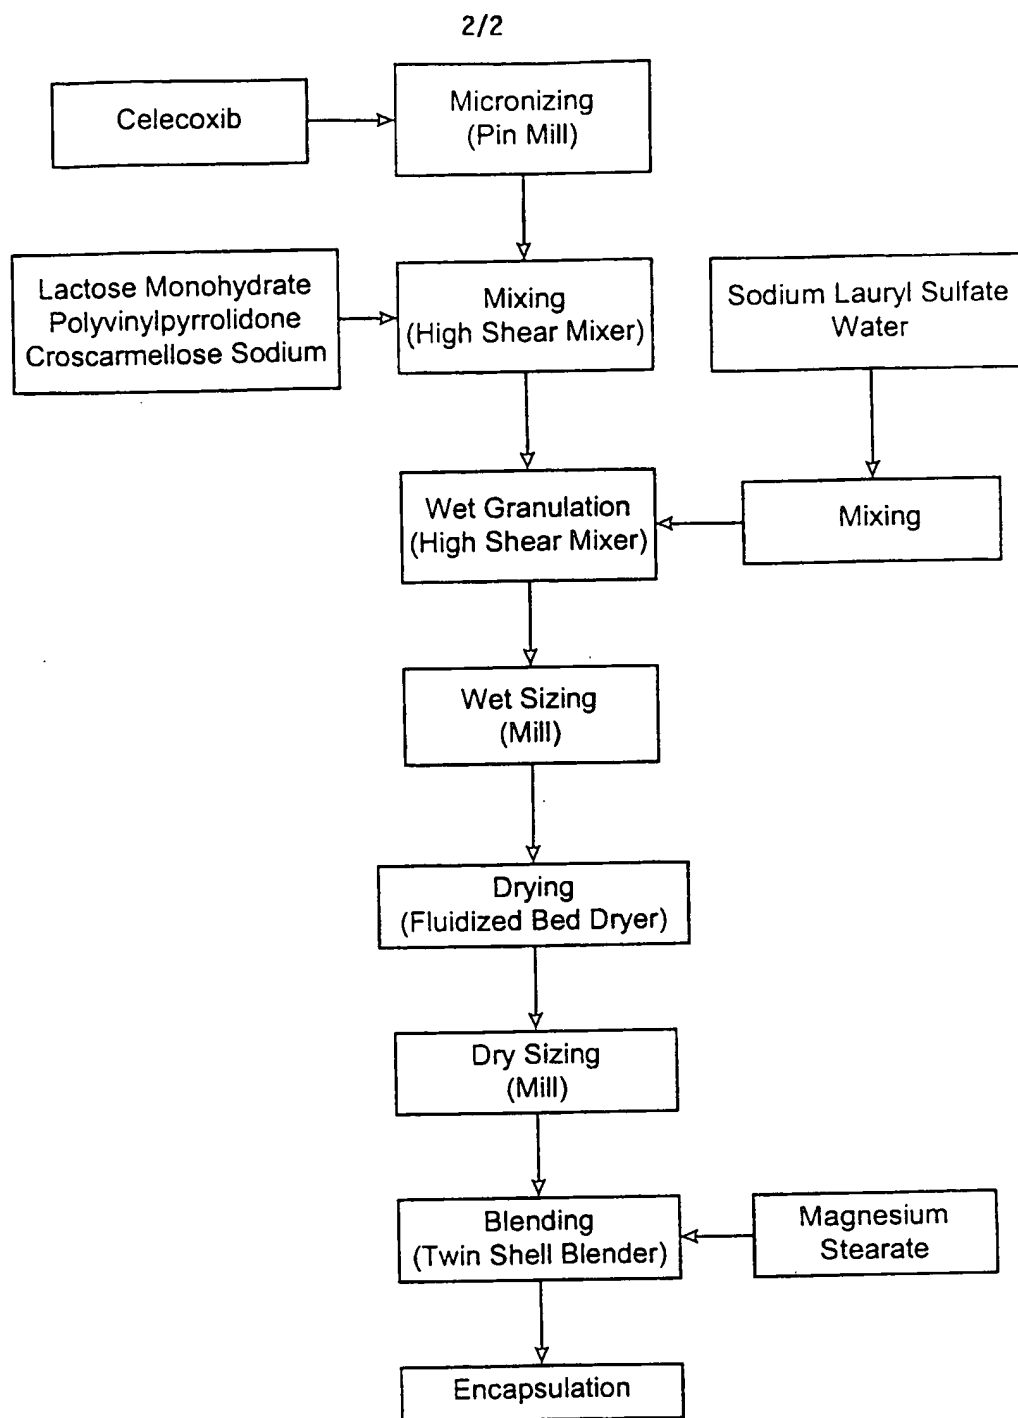 2/2
Celecoxib
Micronizing
(Pin Mill)
Lactose Monohydrate
Polyvinylpyrrolidone
Croscarmellose Sodium
Mixing
(High Shear Mixer)
Sodium Lauryl Sulfate
Water
Wet Granulation
(High Shear Mixer)
Mixing
Wet Sizing
(Mill)
Drying
(Fluidized Bed Dryer)
Dry Sizing
(Mill)
Blending
(Twin Shell Blender)
Magnesium
Stearate
Encapsulation